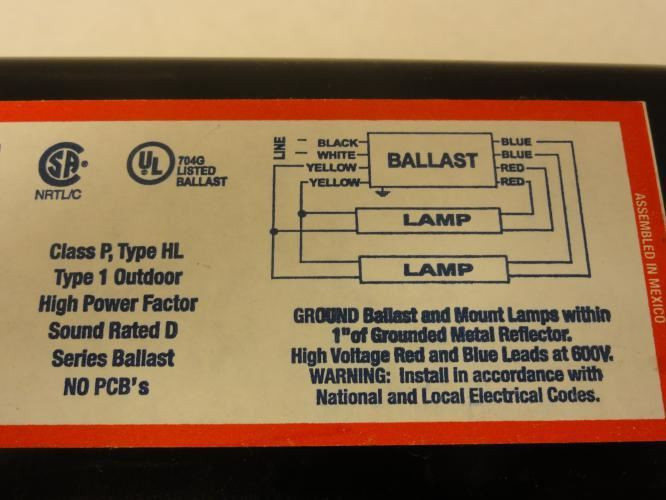 SA
NRTL/C
UL
704G
LISTED
BALLAST
Class P, Type HL
Type 1 Outdoor
High Power Factor
Sound Rated D
Series Ballast
NO PCB's
LINE
BLACK
WHITE
YELLOW
YELLOW
BALLAST
BLUE
BLUE
RED
RED
LAMP
LAMP
GROUND Ballast and Mount Lamps within
1"of Grounded Metal Reflector.
High Voltage Red and Blue Leads at 600V.
WARNING: Install in accordance with
National and Local Electrical Codes.
ASSEMBLED IN MEXICO